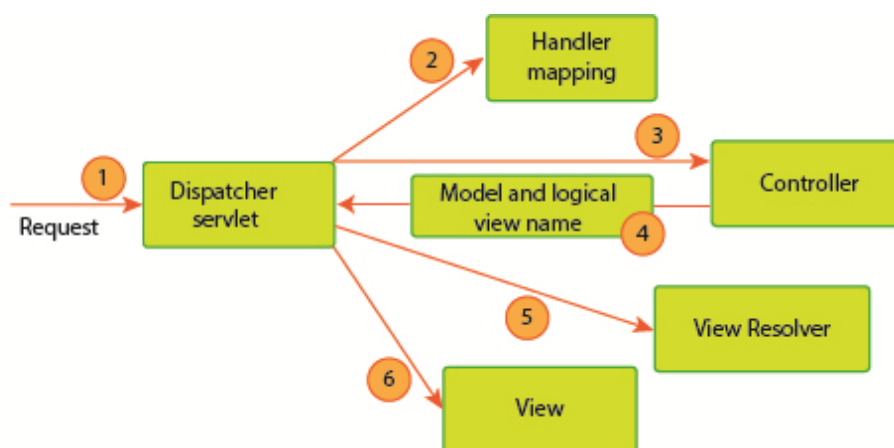 Handler
mapping
2
3
1
Dispatcher
servlet
Request
Model and logical
view name
4
Controller
5
View Resolver
6
View